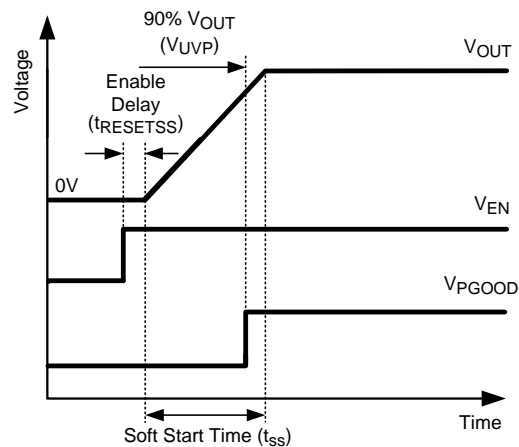 90% VOUT
(VUVP)
VOUT
Enable
Delay
(tRESETSS)
Voltage
0V
VEN
VPGOOD
Time
Soft Start Time (tss)